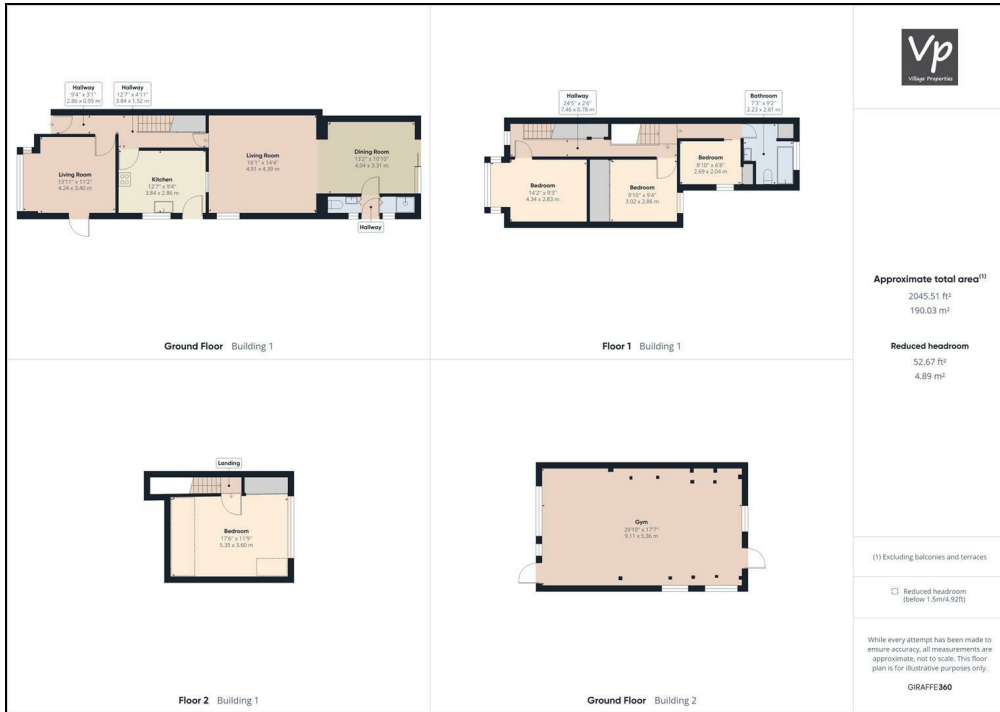 Hallway
9'4" x 3'1"
2.86 x 0.95 m
Hallway
12'7" x 4'11"
3.84 x 1.52 m
Living Room
13'11" x 11'2"
4.24 x 3.40 m
Kitchen
12'7" x 9'4"
3.84 x 2.86 m
Living Room
16'1" x 14'4"
4.91 x 4.39 m
Dining Room
13'2" x 10'10"
4.04 x 3.31 m
Hallway
Ground Floor Building 1
Hallway
24'5" x 2'6"
7.46 x 0.78 m
Bathroom
7'3" x 9'2"
2.23 x 2.81 m
Bedroom
14'2" x 9'3"
4.34 x 2.83 m
Bedroom
9'10" x 9'4"
3.02 x 2.86 m
Bedroom
8'10" x 6'8"
2.69 x 2.04 m
Floor 1 Building 1
Landing
Bedroom
17'6" x 11'9"
5.35 x 3.60 m
Floor 2 Building 1
Gym
29'10" x 17'7"
9.11 x 5.36 m
Ground Floor Building 2
Vp
Village Properties
Approximate total area(1)
2045.51 ft²
190.03 m²
Reduced headroom
52.67 ft²
4.89 m²
(1) Excluding balconies and terraces
Reduced headroom
(below 1.5m/4.92ft)
While every attempt has been made to
ensure accuracy, all measurements are
approximate, not to scale. This floor
plan is for illustrative purposes only.
GIRAFFE360